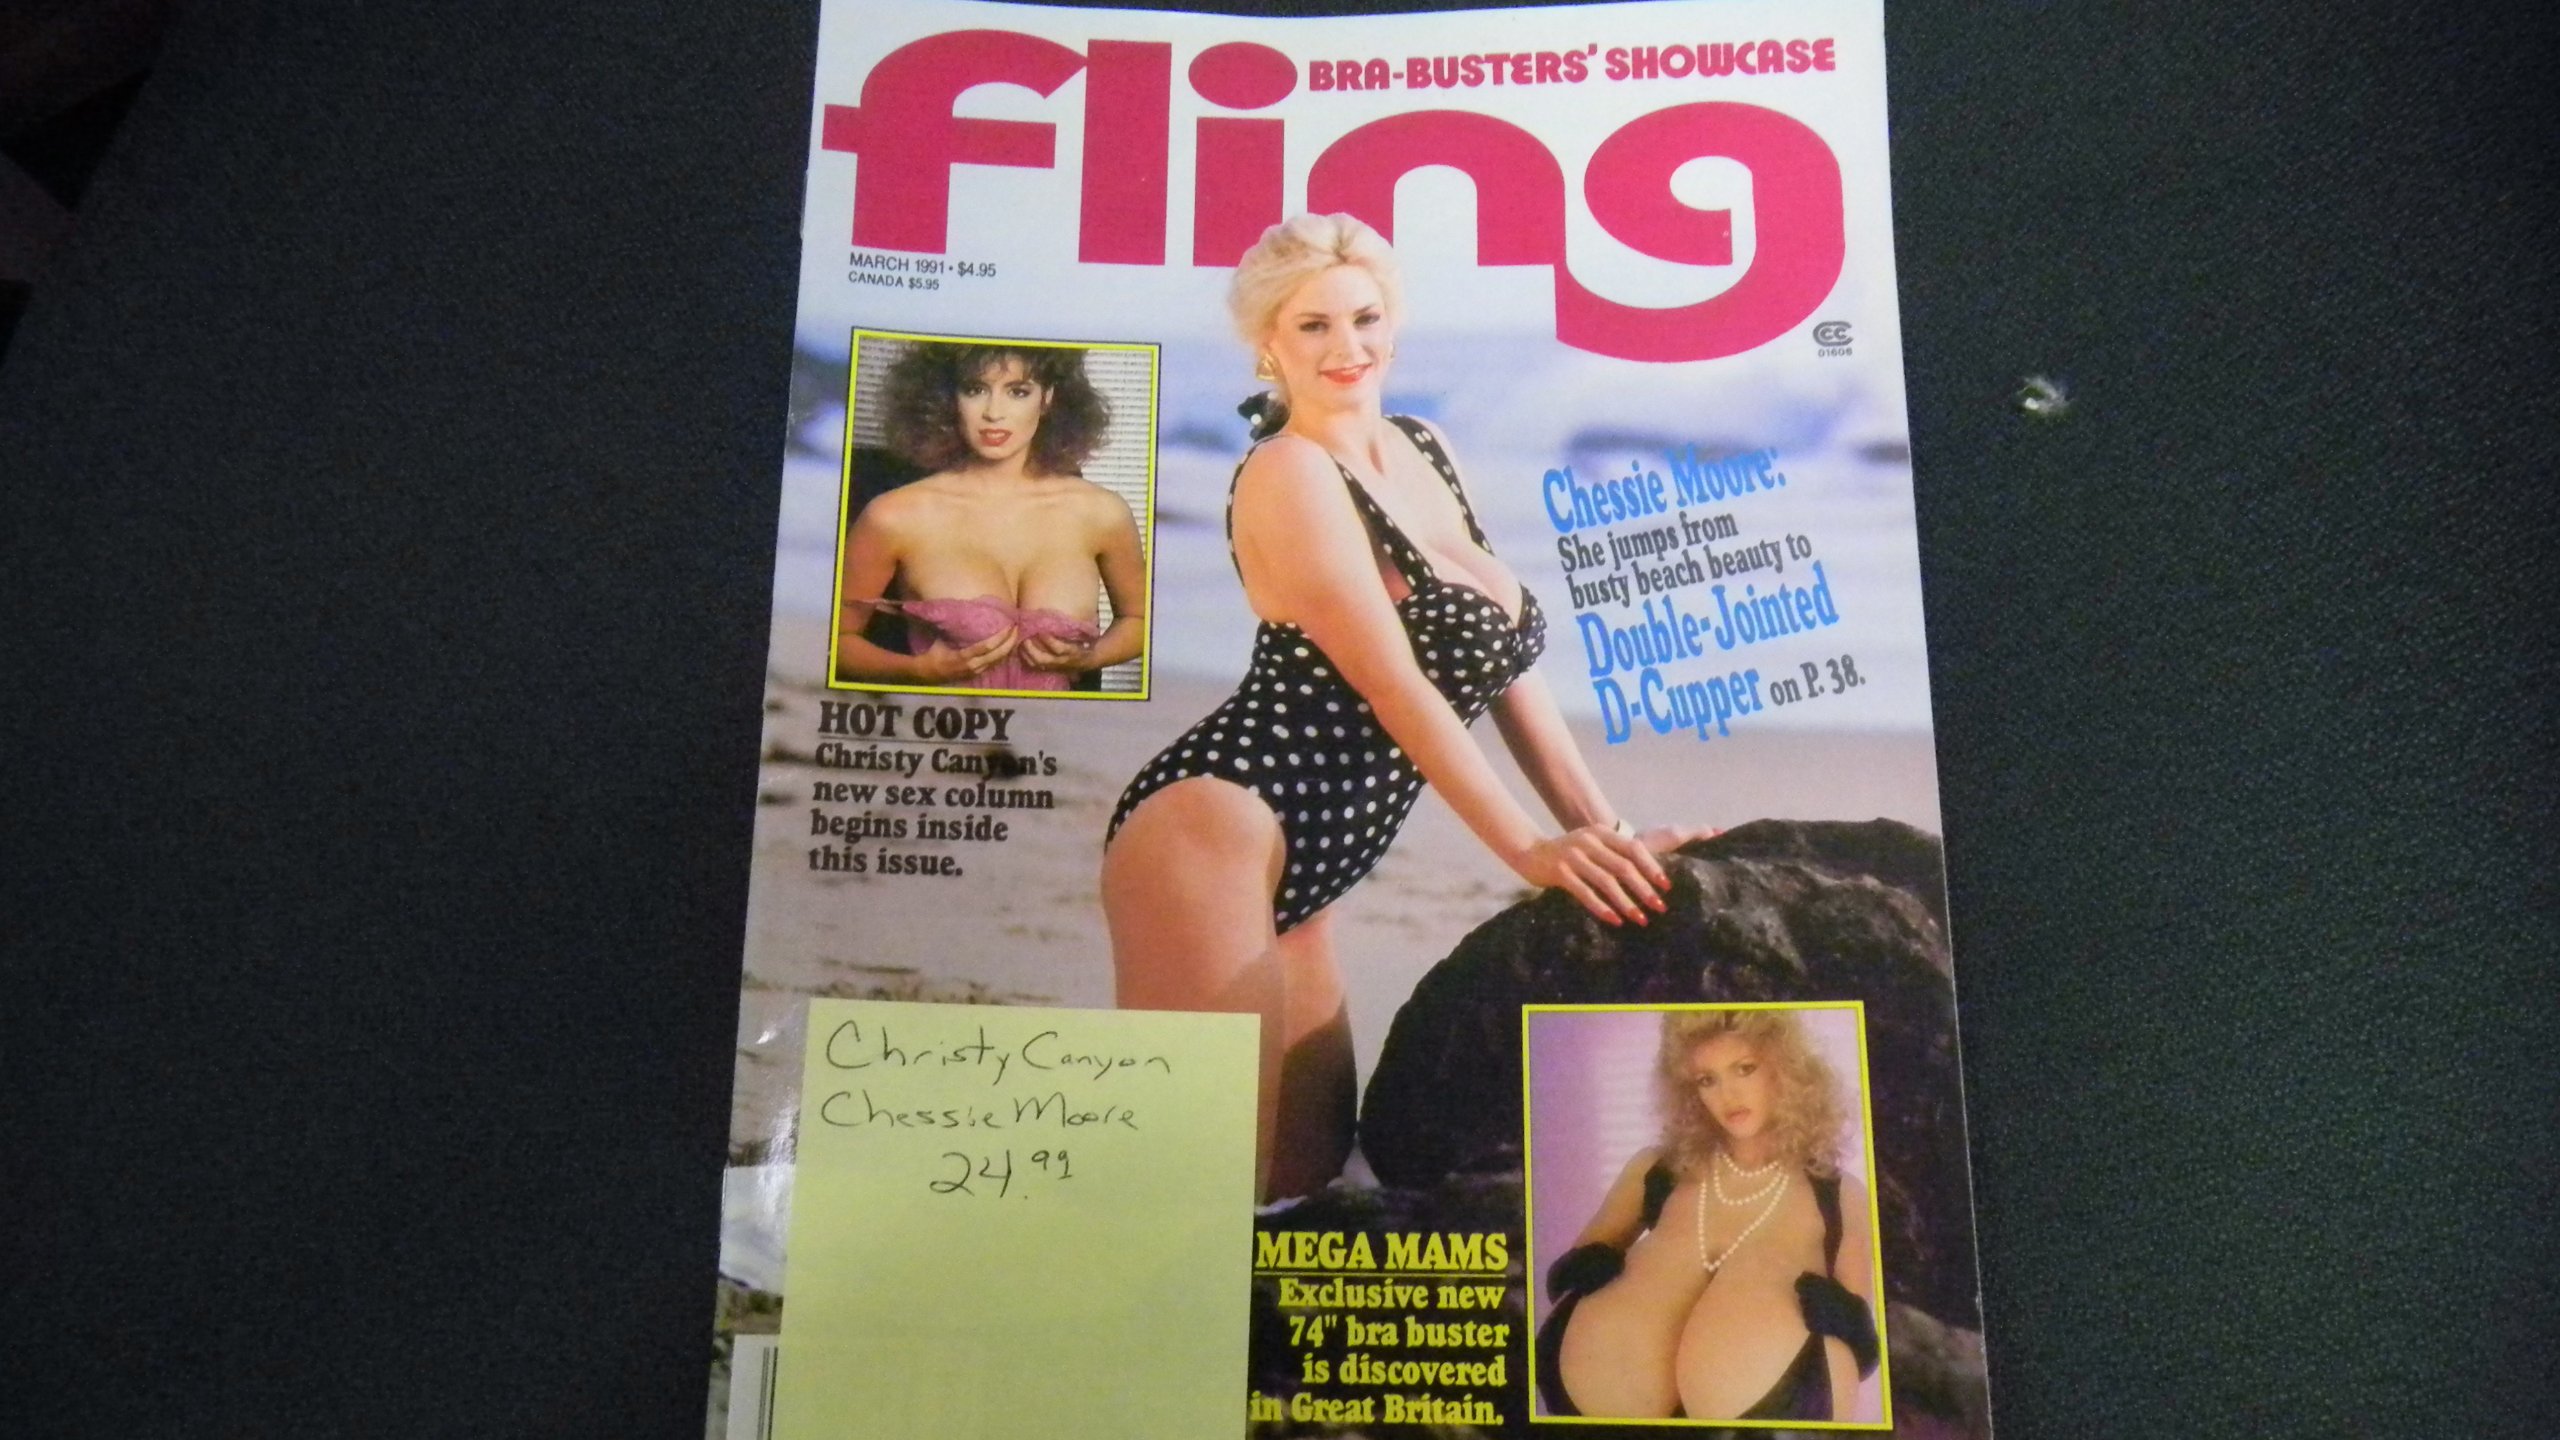 BRA-BUSTERS' SHOWCASE
fling
MARCH 1991 • $4.95
CANADA $5.95
CCC
01606
Chessie Moore:
She jumps from
busty beach beauty to
Double-Jointed
D-Cupper on P. 38.
HOT COPY
Christy Canyon's
new sex column
begins inside
this issue.
Christy Canyon
Chessie Moore
24.99
MEGA MAMS
Exclusive new
74" bra buster
is discovered
in Great Britain.